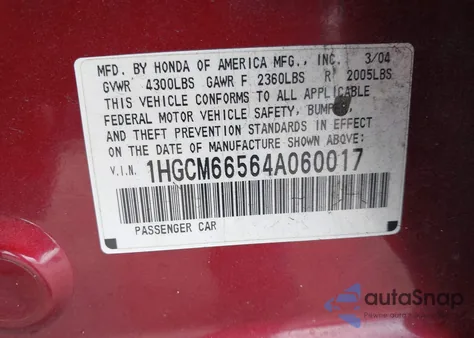 MFD. BY HONDA OF AMERICA MFG., INC. 3/04
GVWR 4300LBS GAWR F 2360LBS R 2005LBS
THIS VEHICLE CONFORMS TO ALL APPLICABLE
FEDERAL MOTOR VEHICLE SAFETY, BUMPER,
AND THEFT PREVENTION STANDARDS IN EFFECT
ON THE DATE OF MANUFACTURE SHOWN ABOVE:
V.I.N. 1HGCM66564A060017
PASSENGER CAR
autoSnap